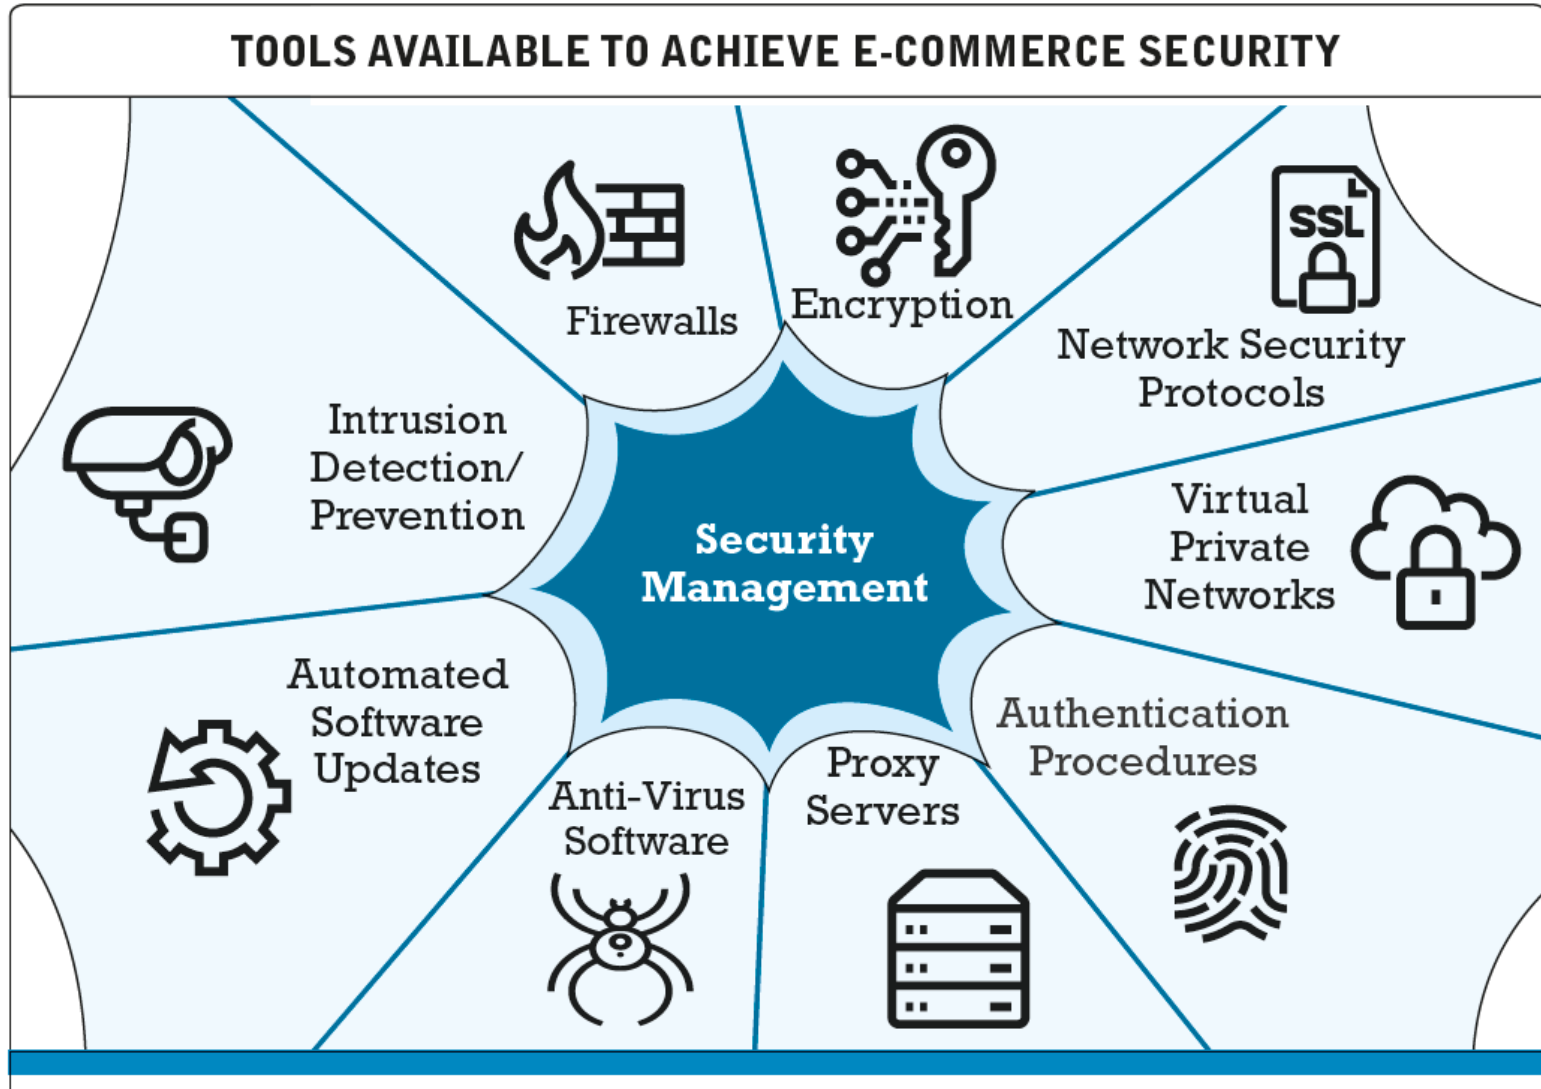 TOOLS AVAILABLE TO ACHIEVE E-COMMERCE SECURITY
Firewalls
Encryption
SSL
Network Security
Protocols
Virtual
Private
Networks
Authentication
Procedures
Proxy
Servers
Anti-Virus
Software
Automated
Software
Updates
Intrusion
Detection/
Prevention
Security
Management